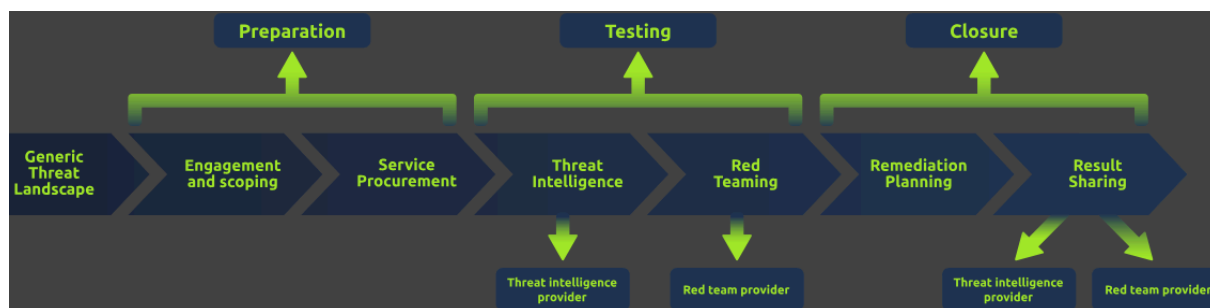 Preparation
Testing
Closure
Generic
Threat
Landscape
Engagement
and scoping
Service
Procurement
Threat
Intelligence
Red
Teaming
Remediation
Planning
Result
Sharing
Threat intelligence
provider
Red team provider
Threat intelligence
provider
Red team provider